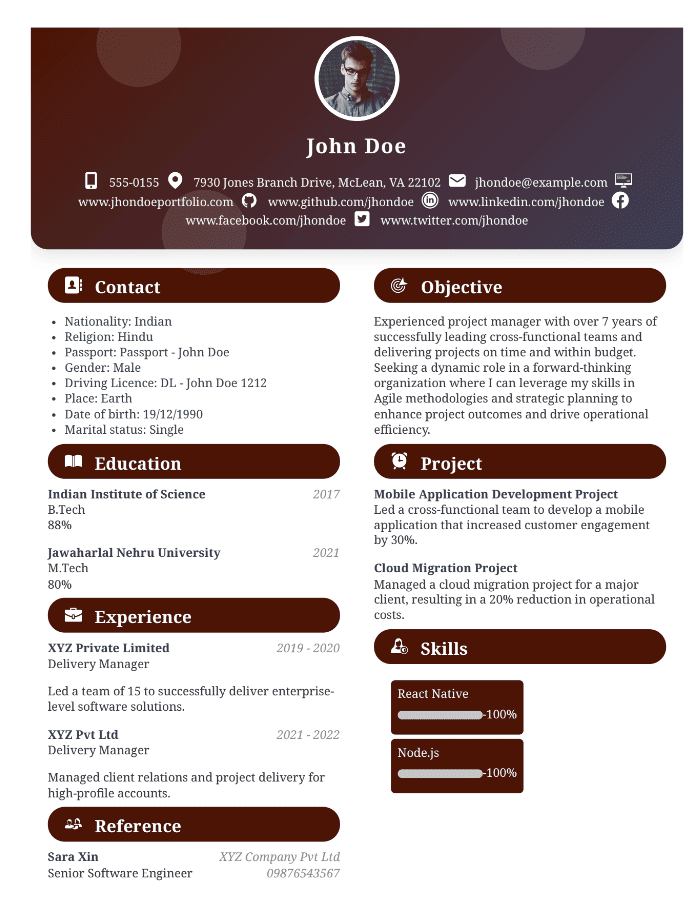 John Doe
555-0155 7930 Jones Branch Drive, McLean, VA 22102 jhondoe@example.com
www.jhondoeportfolio.com www.github.com/jhondoe www.linkedin.com/jhondoe
www.facebook.com/jhondoe www.twitter.com/jhondoe
Contact
Nationality: Indian
Religion: Hindu
Passport: Passport - John Doe
Gender: Male
Driving Licence: DL - John Doe 1212
Place: Earth
Date of birth: 19/12/1990
Marital status: Single
Education
Indian Institute of Science 2017
B.Tech
88%
Jawaharlal Nehru University 2021
M.Tech
80%
Experience
XYZ Private Limited 2019 - 2020
Delivery Manager
Led a team of 15 to successfully deliver enterprise-
level software solutions.
XYZ Pvt Ltd 2021 - 2022
Delivery Manager
Managed client relations and project delivery for
high-profile accounts.
Reference
Sara Xin XYZ Company Pvt Ltd
Senior Software Engineer 09876543567
Objective
Experienced project manager with over 7 years of
successfully leading cross-functional teams and
delivering projects on time and within budget.
Seeking a dynamic role in a forward-thinking
organization where I can leverage my skills in
Agile methodologies and strategic planning to
enhance project outcomes and drive operational
efficiency.
Project
Mobile Application Development Project
Led a cross-functional team to develop a mobile
application that increased customer engagement
by 30%.
Cloud Migration Project
Managed a cloud migration project for a major
client, resulting in a 20% reduction in operational
costs.
Skills
React Native
-100%
Node.js
-100%